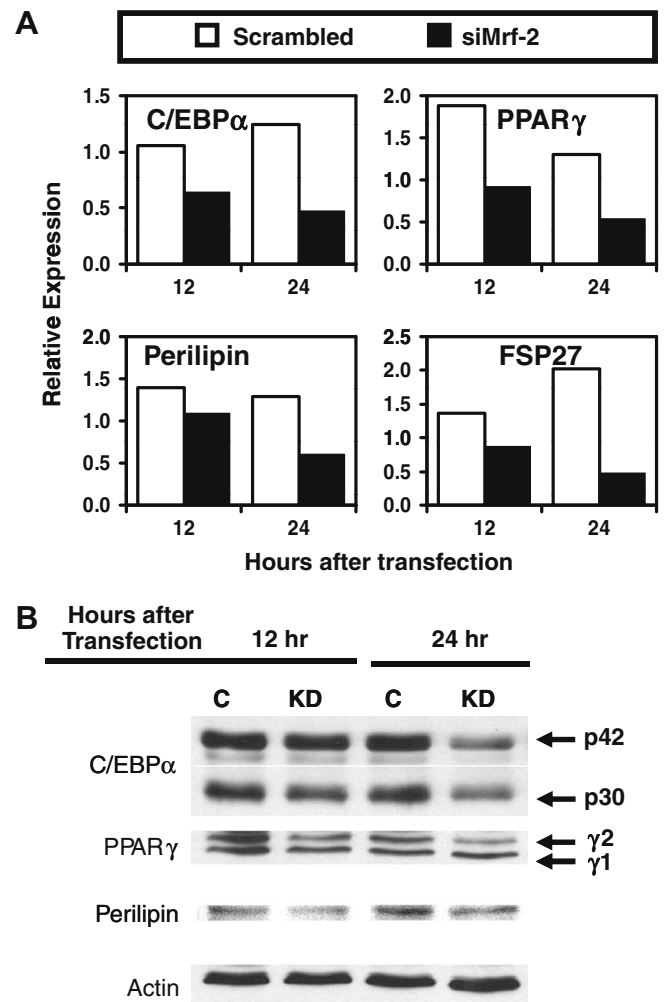 A
Scrambled siMrf-2
Relative Expression
C/EBPα
1.5
1.0
0.5
0.0
12 24
PPARγ
2.0
1.5
1.0
0.5
0.0
12 24
Perilipin
2.0
1.5
1.0
0.5
0.0
12 24
FSP27
2.5
2.0
1.5
1.0
0.5
0.0
12 24
Hours after transfection
B
Hours after
Transfection 12 hr 24 hr
C KD C KD
C/EBPα
p42
p30
PPARγ
γ2
γ1
Perilipin
Actin